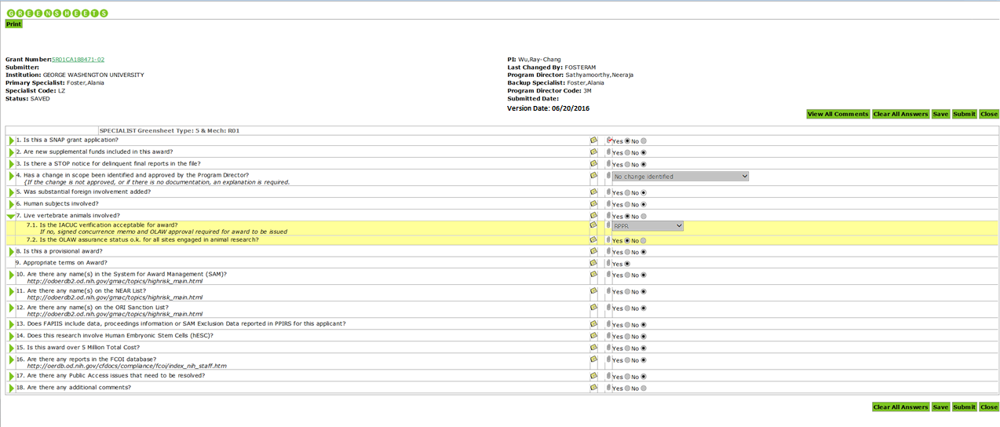 GREENSHEETS
Print
Grant Number:5R01CA188471-02
Submitter:
Institution: GEORGE WASHINGTON UNIVERSITY
Primary Specialist: Foster,Alania
Specialist Code: LZ
Status: SAVED
PI: Wu,Ray-Chang
Last Changed By: FOSTERAM
Program Director: Sathyamoorthy,Neeraja
Backup Specialist: Foster,Alania
Program Director Code: 3M
Submitted Date:
Version Date: 06/20/2016
View All Comments Clear All Answers Save Submit Close
SPECIALIST Greensheet Type: 5 & Mech: R01
1. Is this a SNAP grant application? Yes No
2. Are new supplemental funds included in this award? Yes No
3. Is there a STOP notice for delinquent final reports in the file? Yes No
4. Has a change in scope been identified and approved by the Program Director? No change identified
{If the change is not approved, or if there is no documentation, an explanation is required.
5. Was substantial foreign involvement added? Yes No
6. Human subjects involved? Yes No
7. Live vertebrate animals involved? Yes No
7.1. Is the IACUC verification acceptable for award? RPPR
If no, signed concurrence memo and OLAW approval required for award to be issued
7.2. Is the OLAW assurance status o.k. for all sites engaged in animal research? Yes No
8. Is this a provisional award? Yes No
9. Appropriate terms on Award? Yes
10. Are there any name(s) in the System for Award Management (SAM)? Yes No
http://odoerdb2.od.nih.gov/gmac/topics/highrisk_main.html
11. Are there any name(s) on the NEAR List? Yes No
http://odoerdb2.od.nih.gov/gmac/topics/highrisk_main.html
12. Are there any name(s) on the ORI Sanction List? Yes No
http://odoerdb2.od.nih.gov/gmac/topics/highrisk_main.html
13. Does FAPIIS include data, proceedings information or SAM Exclusion Data reported in PPIRS for this applicant? Yes No
14. Does this research involve Human Embryonic Stem Cells (hESC)? Yes No
15. Is this award over 5 Million Total Cost? Yes No
16. Are there any reports in the FCOI database? Yes No
http://oerdb.od.nih.gov/cfdocs/compliance/fcoi/index_nih_staff.htm
17. Are there any Public Access issues that need to be resolved? Yes No
18. Are there any additional comments? Yes No
Clear All Answers Save Submit Close